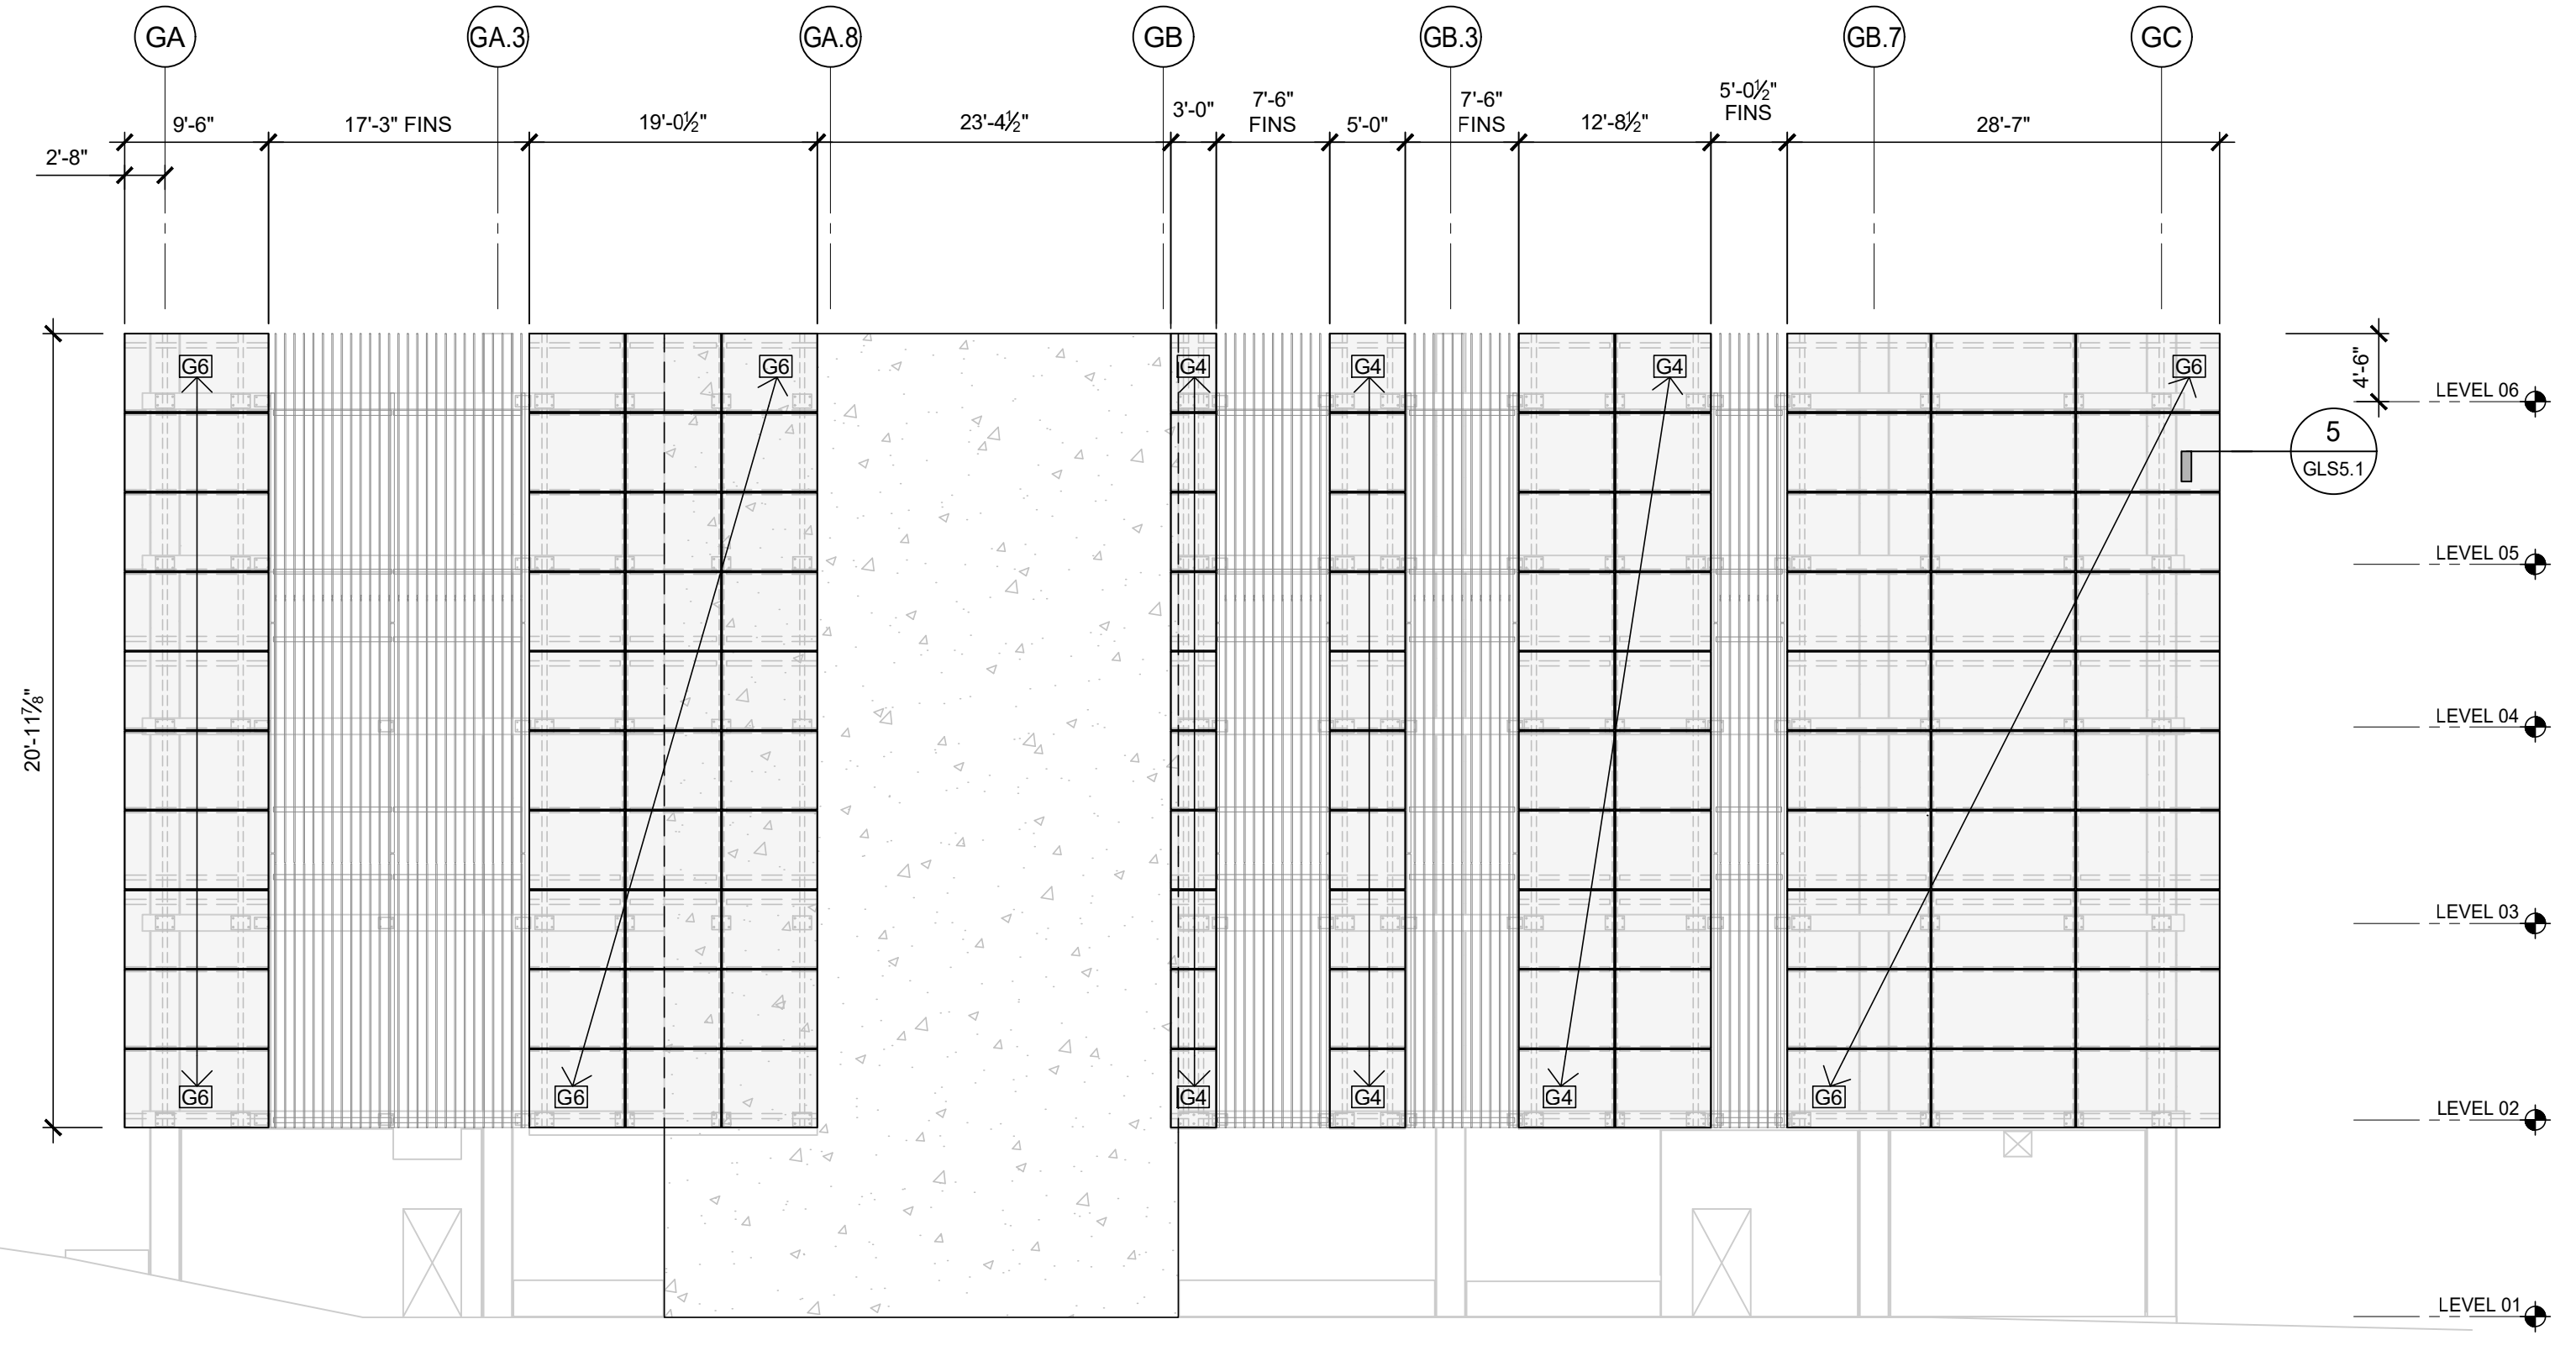 GA
GA.3
GA.8
GB
GB.3
GB.7
GC
9'-6"
17'-3" FINS
19'-0½"
23'-4½"
3'-0"
7'-6"
FINS
5'-0"
7'-6"
FINS
12'-8½"
5'-0½"
FINS
28'-7"
2'-8"
G6
G6
G4
G4
G4
G6
4'-6"
LEVEL 06
5
GLS5.1
LEVEL 05
20'-11⅞"
LEVEL 04
LEVEL 03
G6
G6
G4
G4
G4
G6
LEVEL 02
LEVEL 01